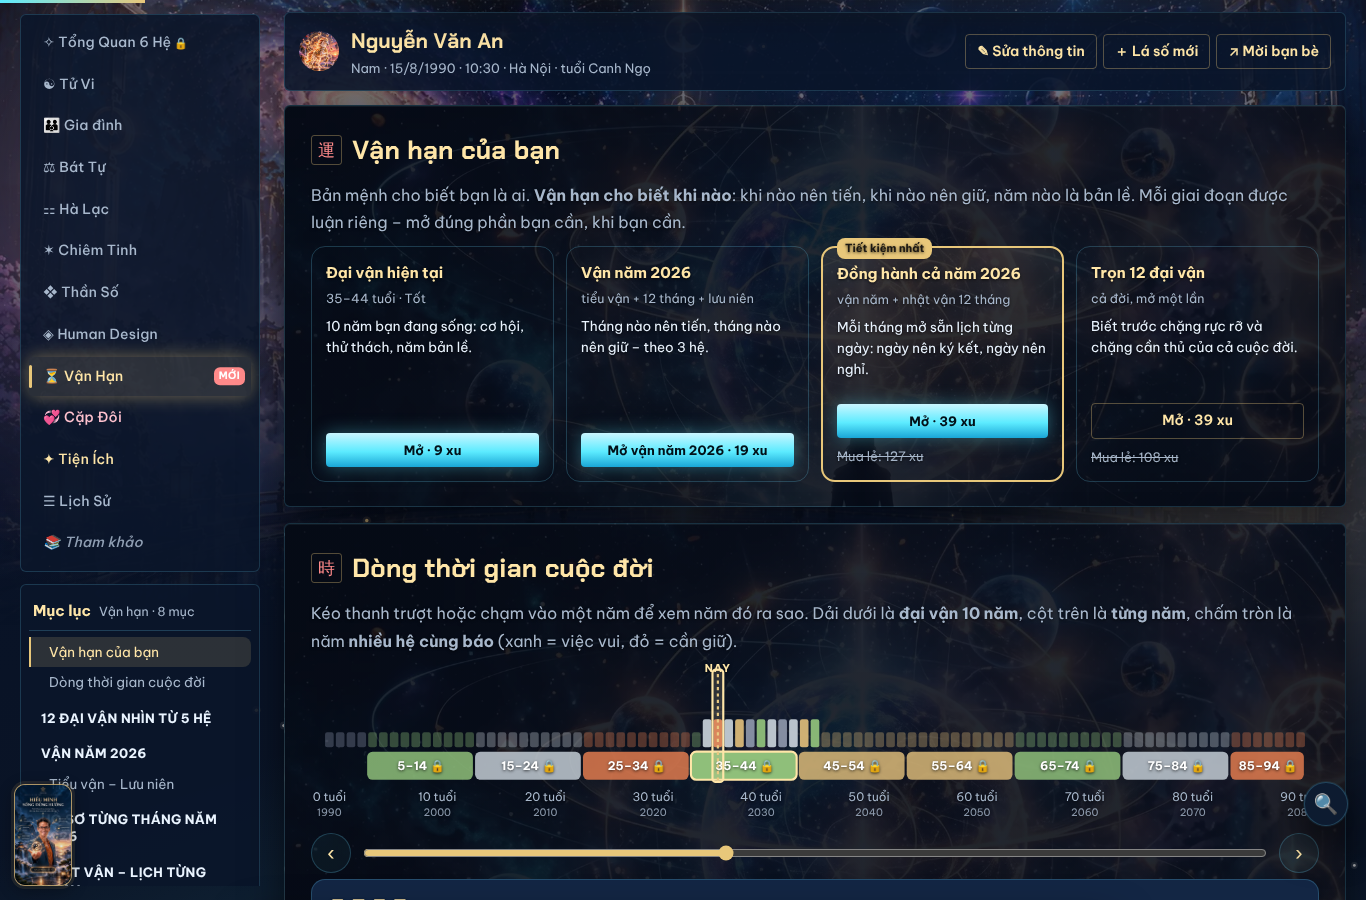 Tổng Quan 6 Hệ
Tử Vi
Gia đình
Bát Tự
Hà Lạc
Chiêm Tinh
Thần Số
Human Design
Vận Hạn MỚI
Cặp Đôi
Tiện Ích
Lịch Sử
Tham khảo
Mục lục Vận hạn · 8 mục
Vận hạn của bạn
Dòng thời gian cuộc đời
12 ĐẠI VẬN NHÌN TỪ 5 HỆ
VẬN NĂM 2026
Tiểu vận – Lưu niên
SƠ TỪNG THÁNG NĂM
VẬN – LỊCH TỪNG
HIẾU MINH
Nguyễn Văn An
Nam · 15/8/1990 · 10:30 · Hà Nội · tuổi Canh Ngọ
✎ Sửa thông tin
+ Lá số mới
↗ Mời bạn bè
運 Vận hạn của bạn
Bản mệnh cho biết bạn là ai. Vận hạn cho biết khi nào: khi nào nên tiến, khi nào nên giữ, năm nào là bản lề. Mỗi giai đoạn được
luận riêng – mở đúng phần bạn cần, khi bạn cần.
Đại vận hiện tại
35–44 tuổi · Tốt
10 năm bạn đang sống: cơ hội,
thử thách, năm bản lề.
Mở · 9 xu
Vận năm 2026
tiểu vận + 12 tháng + lưu niên
Tháng nào nên tiến, tháng nào
nên giữ – theo 3 hệ.
Mở vận năm 2026 · 19 xu
Tiết kiệm nhất
Đồng hành cả năm 2026
vận năm + nhật vận 12 tháng
Mỗi tháng mở sẵn lịch từng
ngày: ngày nên ký kết, ngày nên
nghỉ.
Mở · 39 xu
Mua lẻ: 127 xu
Trọn 12 đại vận
cả đời, mở một lần
Biết trước chặng rực rỡ và
chặng cần thủ của cả cuộc đời.
Mở · 39 xu
Mua lẻ: 108 xu
時 Dòng thời gian cuộc đời
Kéo thanh trượt hoặc chạm vào một năm để xem năm đó ra sao. Dải dưới là đại vận 10 năm, cột trên là từng năm, chấm tròn là
năm nhiều hệ cùng báo (xanh = việc vui, đỏ = cần giữ).
NAY
5–14 15–24 25–34 35–44 45–54 55–64 65–74 75–84 85–94
0 tuổi 10 tuổi 20 tuổi 30 tuổi 40 tuổi 50 tuổi 60 tuổi 70 tuổi 80 tuổi 90
1990 2000 2010 2020 2030 2040 2050 2060 2070
‹ ›